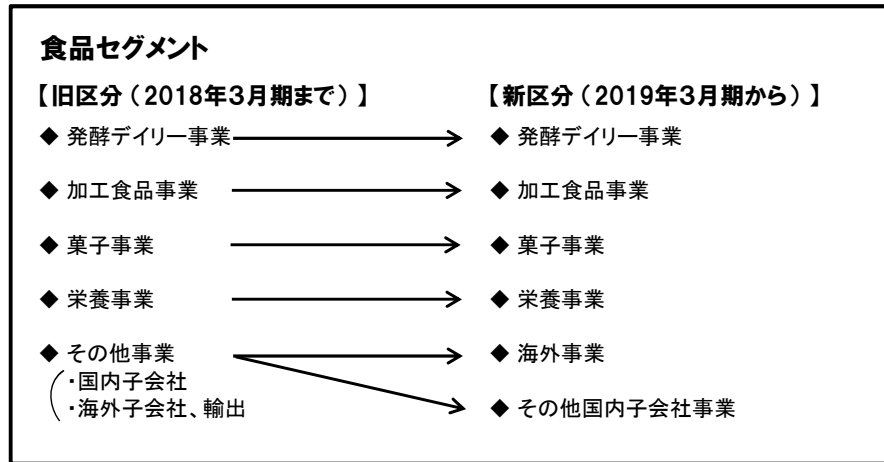 食品セグメント
【旧区分（2018年３月期まで）】
【新区分（2019年３月期から）】
◆ 発酵デイリー事業
◆ 発酵デイリー事業
◆ 加工食品事業
◆ 加工食品事業
◆ 菓子事業
◆ 菓子事業
◆ 栄養事業
◆ 栄養事業
◆ その他事業
◆ 海外事業
・国内子会社
・海外子会社、輸出
◆ その他国内子会社事業